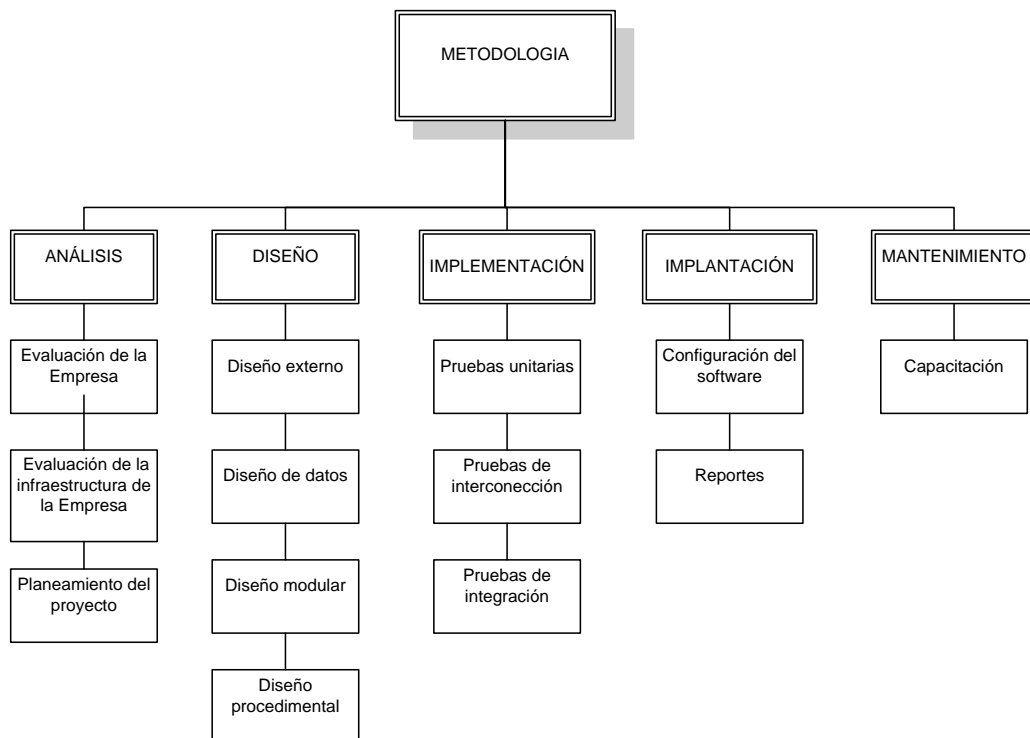 METODOLOGIA
ANÁLISIS
DISEÑO
IMPLEMENTACIÓN
IMPLANTACIÓN
MANTENIMIENTO
Evaluación de la
Empresa
Evaluación de la
infraestructura de
la Empresa
Planeamiento del
proyecto
Diseño externo
Diseño de datos
Diseño modular
Diseño
procedimental
Pruebas unitarias
Pruebas de
interconección
Pruebas de
integración
Configuración del
software
Reportes
Capacitación